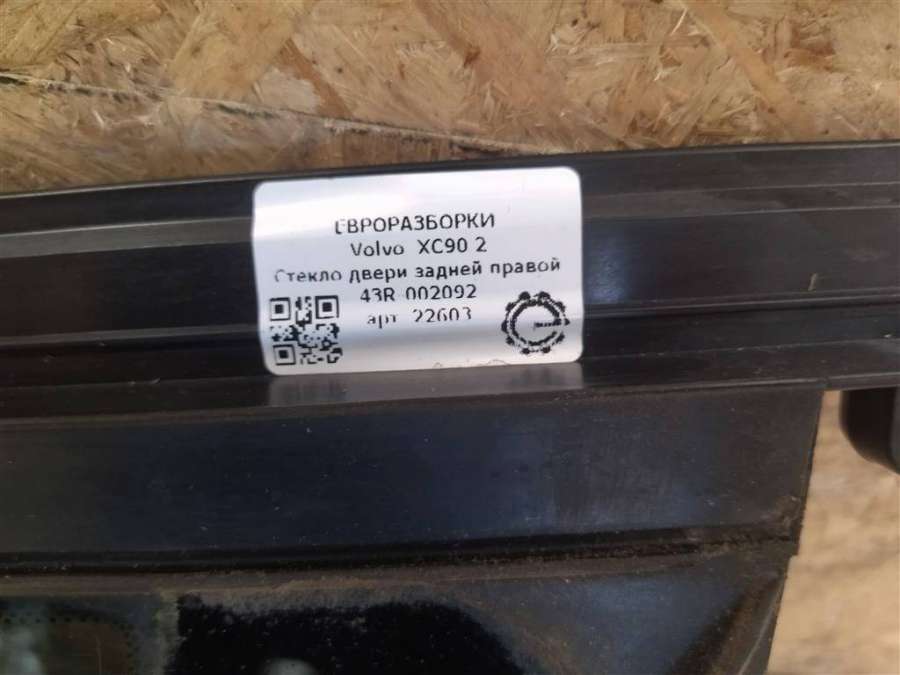 ЕВРОРАЗБОРКИ
Volvo XC90 2
Стекло двери задней правой
43R-002092
арт. 22603